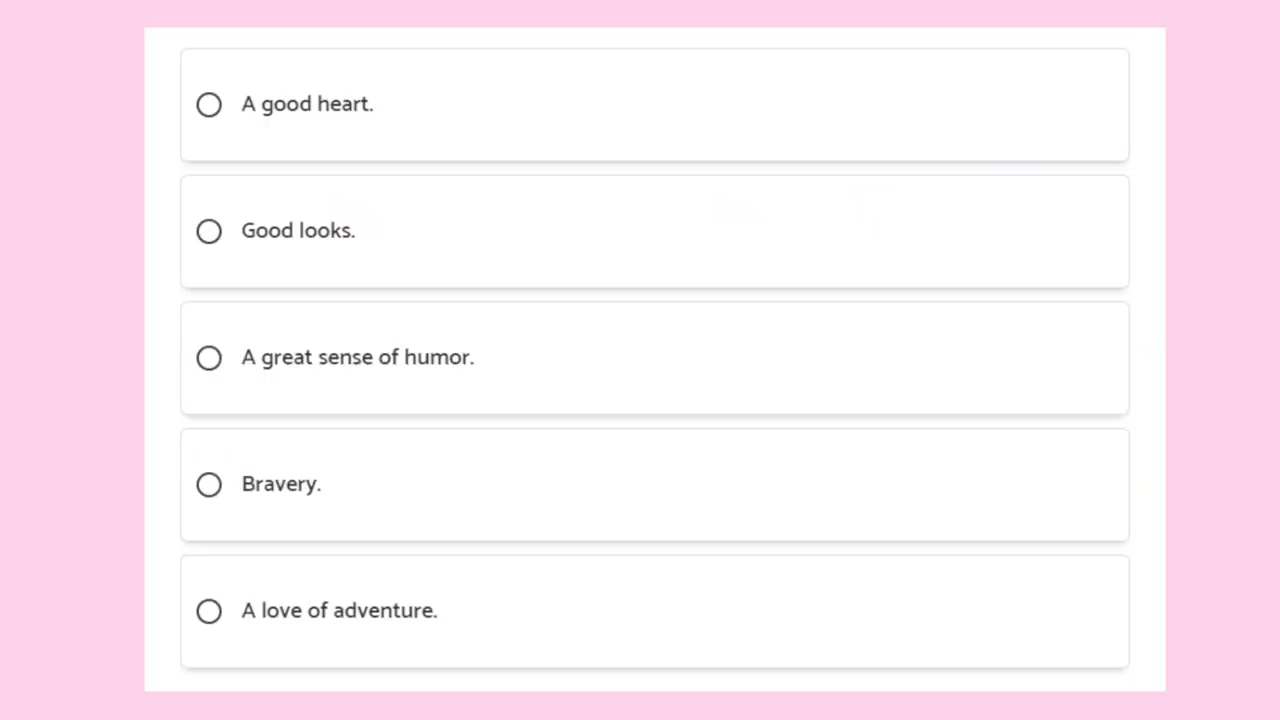 A good heart.
Good looks.
A great sense of humor.
Bravery.
A love of adventure.